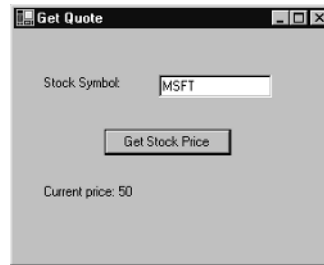 Get Quote
Stock Symbol: MSFT
Get Stock Price
Current price: 50